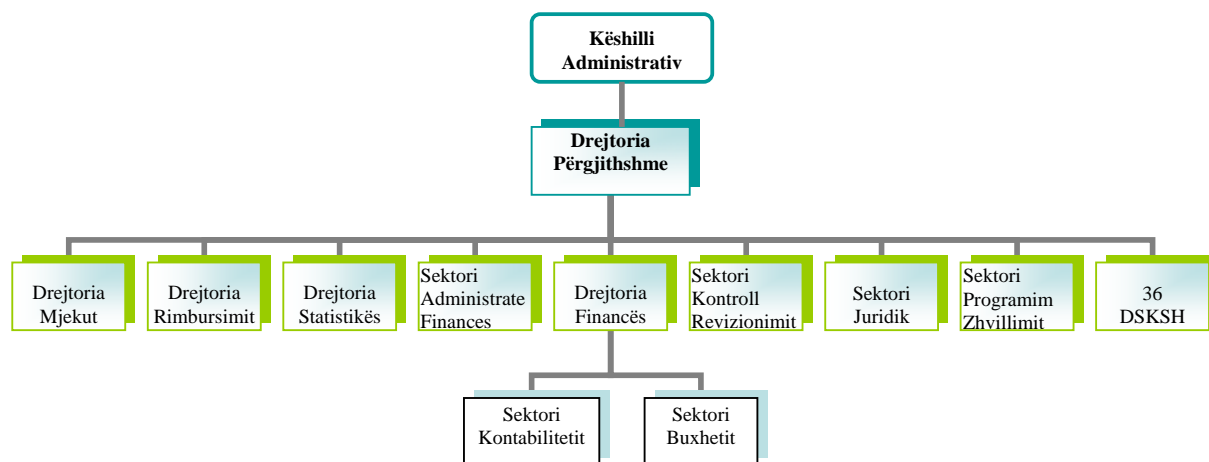 Këshilli
Administrativ
Drejtoria
Përgjithshme
Drejtoria
Mjekut
Drejtoria
Rimbursimit
Drejtoria
Statistikës
Sektori
Administrate
Finances
Drejtoria
Financës
Sektori
Kontroll
Revizionimit
Sektori
Juridik
Sektori
Programim
Zhvillimit
36
DSKSH
Sektori
Kontabilitetit
Sektori
Buxhetit